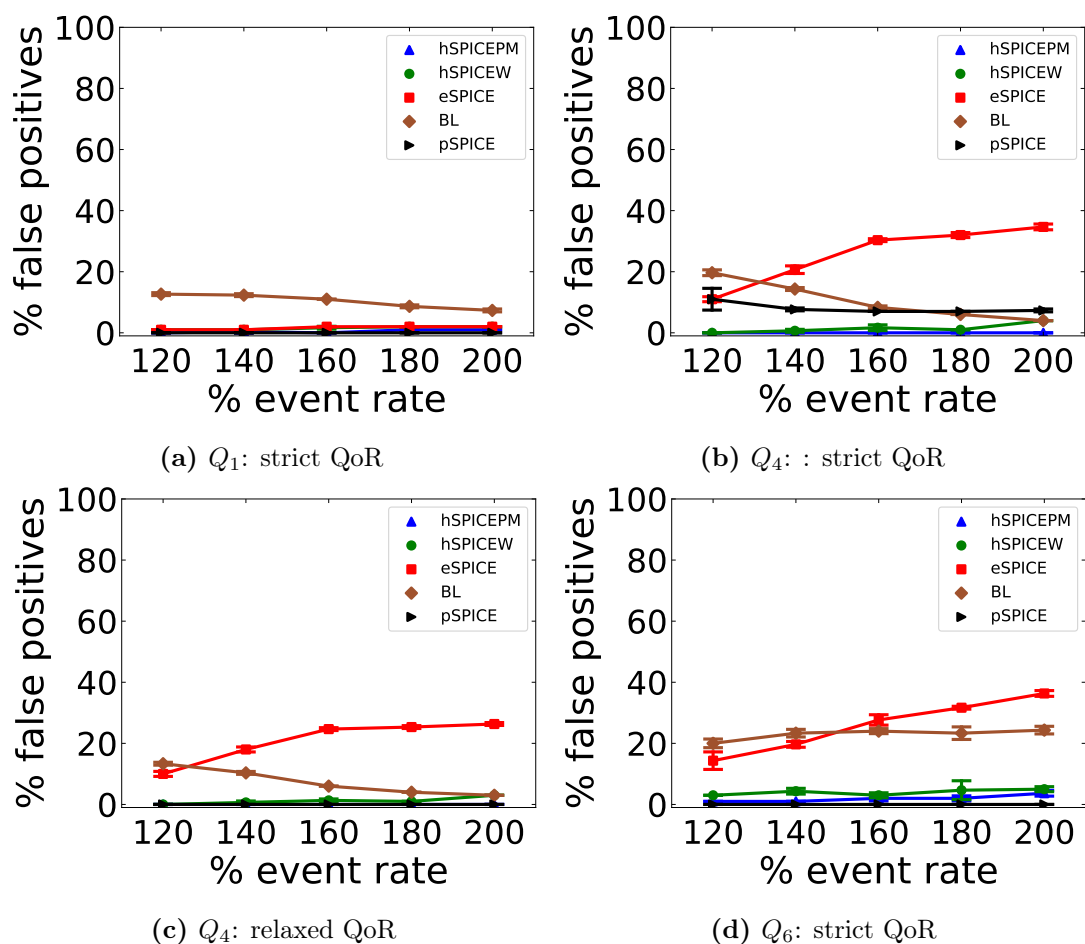 100
80
60
40
20
0
% false positives
hSPICEPM
hSPICEW
eSPICE
BL
pSPICE
120 140 160 180 200
% event rate
(a) Q1: strict QoR
100
80
60
40
20
0
% false positives
hSPICEPM
hSPICEW
eSPICE
BL
pSPICE
120 140 160 180 200
% event rate
(b) Q4: : strict QoR
100
80
60
40
20
0
% false positives
hSPICEPM
hSPICEW
eSPICE
BL
pSPICE
120 140 160 180 200
% event rate
(c) Q4: relaxed QoR
100
80
60
40
20
0
% false positives
hSPICEPM
hSPICEW
eSPICE
BL
pSPICE
120 140 160 180 200
% event rate
(d) Q6: strict QoR